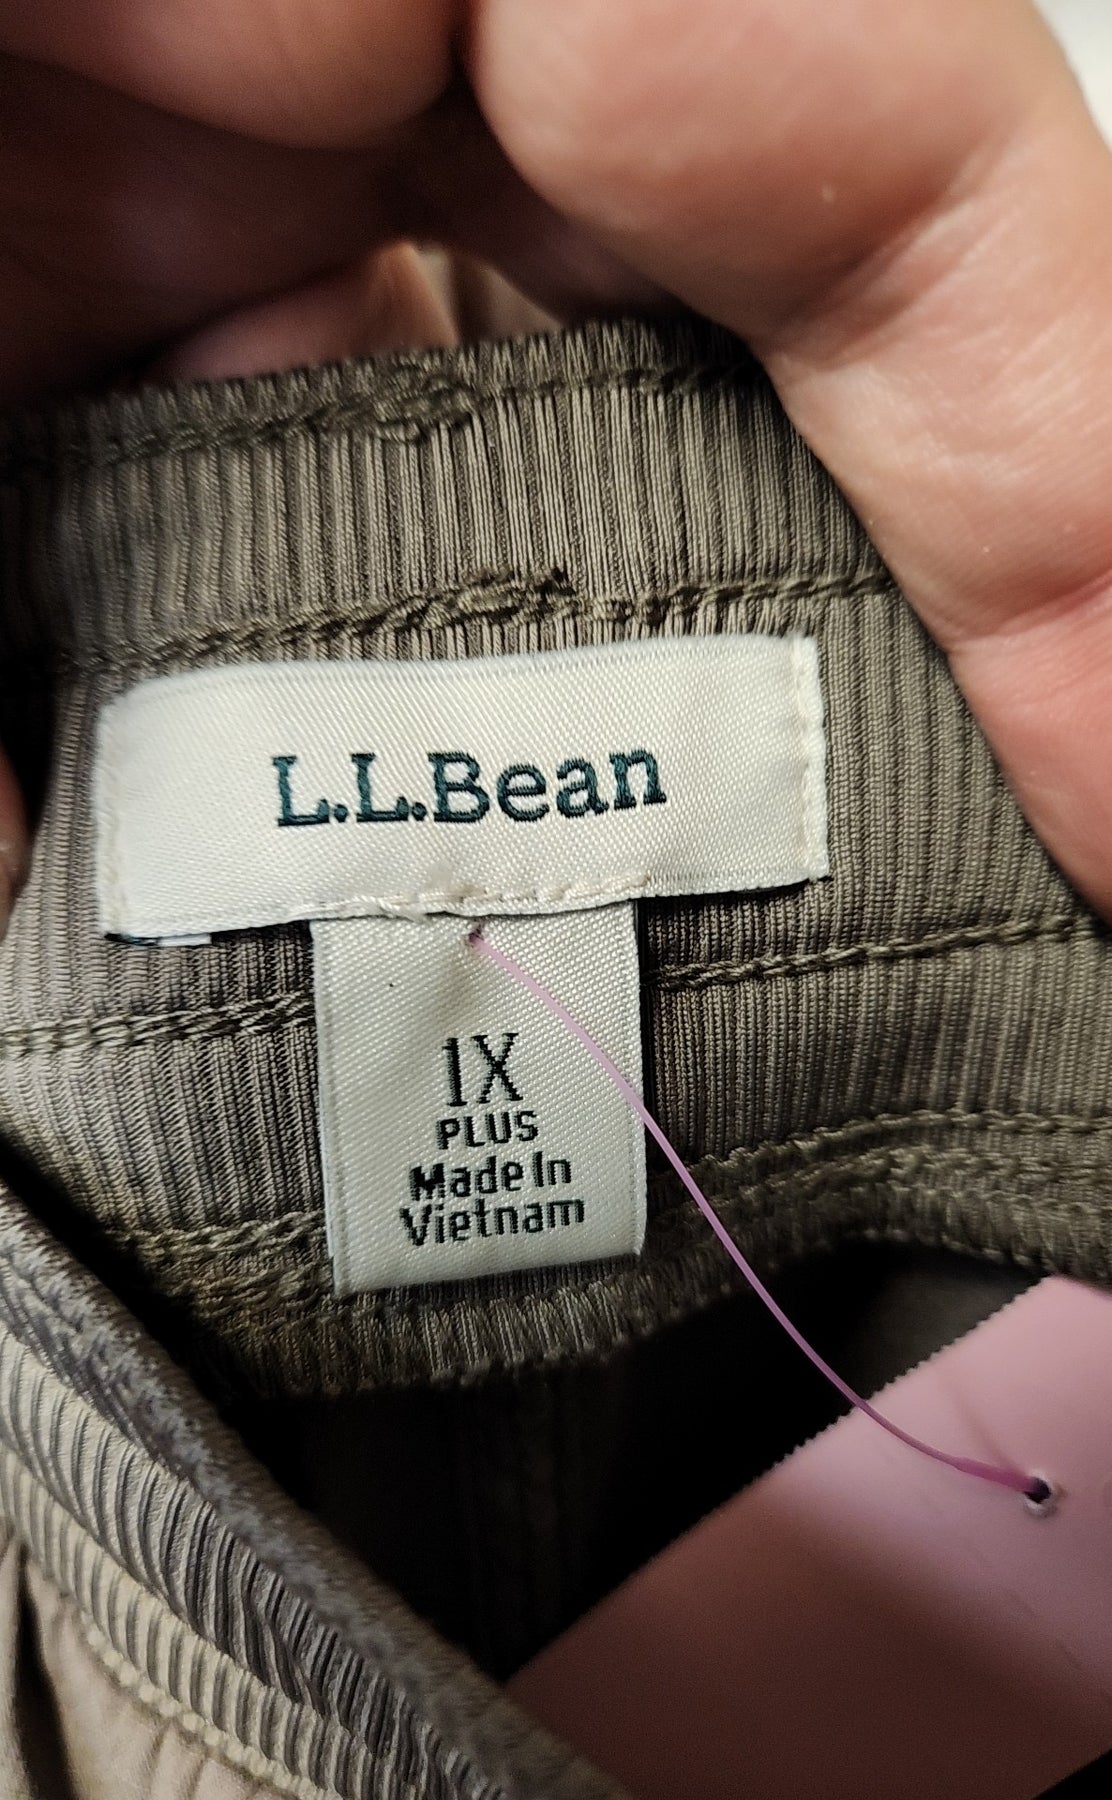 L.L.Bean
1X
PLUS
Made In
Vietnam